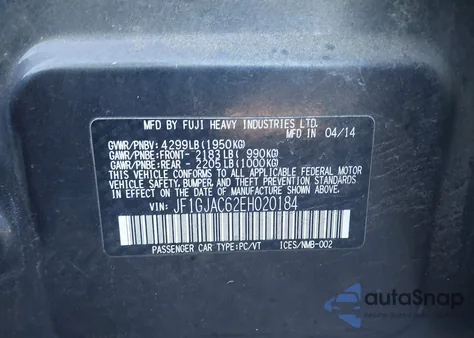 MFD BY FUJI HEAVY INDUSTRIES LTD.
MFD IN 04/14
GVWR/PNBV: 4299LB(1950KG)
GAWR/PNBE:FRONT- 2183LB( 990KG)
GAWR/PNBE:REAR - 2205LB(1000KG)
THIS VEHICLE CONFORMS TO ALL APPLICABLE FEDERAL MOTOR
VEHICLE SAFETY, BUMPER, AND THEFT PREVENTION STANDARDS
IN EFFECT ON THE DATE OF MANUFACTURE SHOWN ABOVE.
VIN: JF1GJAC62EH020184
PASSENGER CAR TYPE:PC/VT ICES/NMB-002
autoSnap